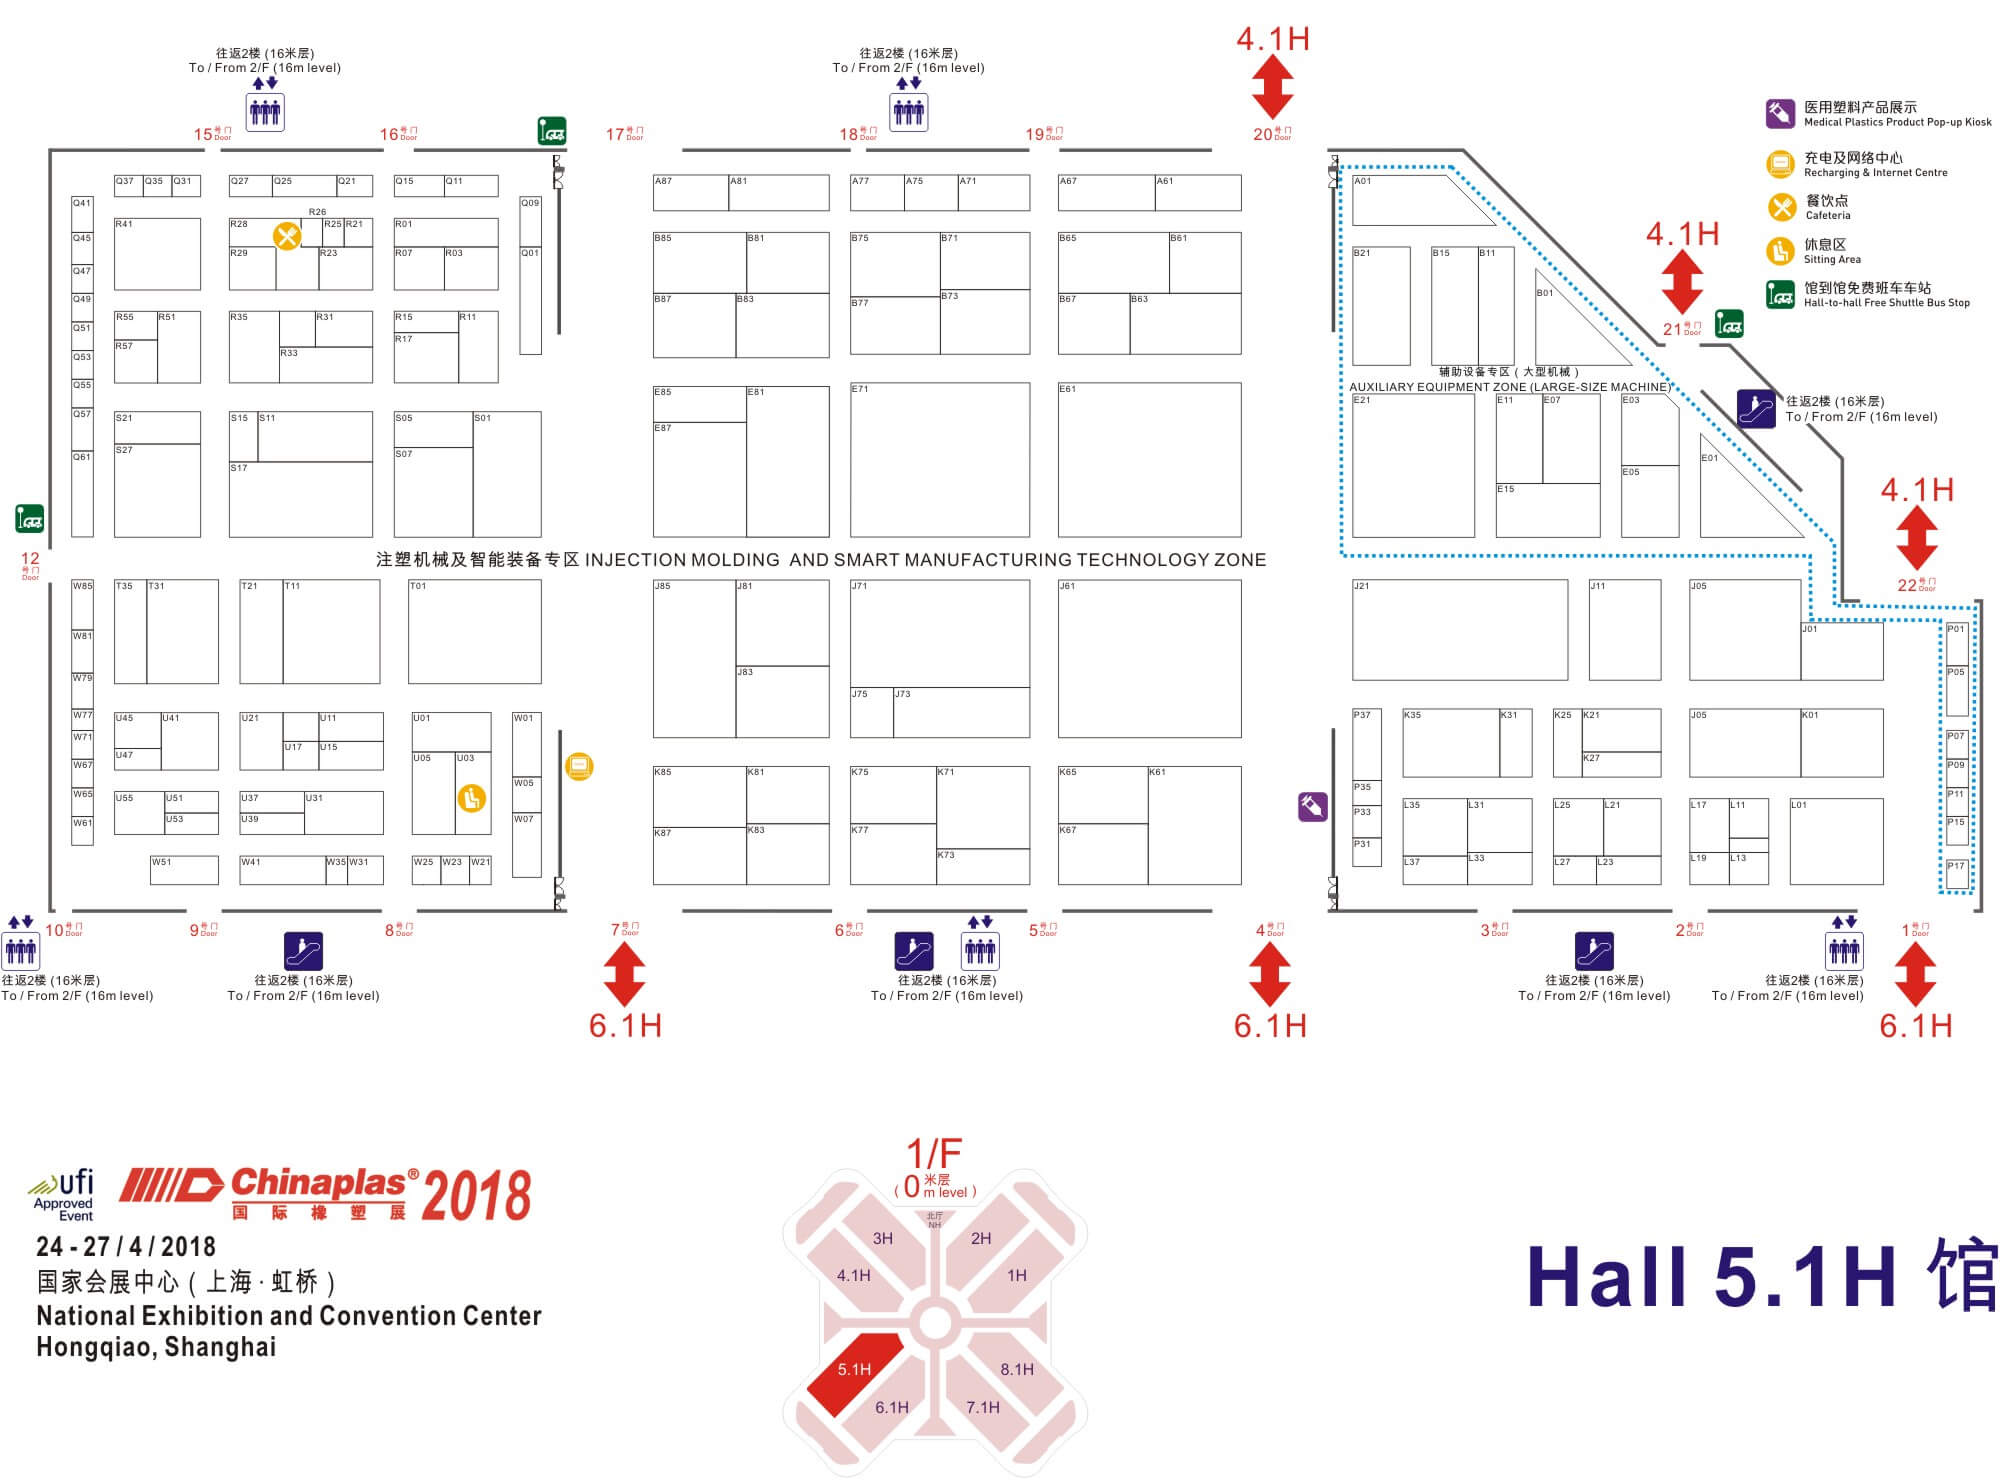 4.1H
往返2楼 (16米层)
To / From 2/F (16m level)
往返2楼 (16米层)
To / From 2/F (16m level)
15号门 Door
16号门 Door
17号门 Door
18号门 Door
19号门 Door
20号门 Door
医用塑料产品展示
Medical Plastics Product Pop-up Kiosk
充电及网络中心
Recharging & Internet Centre
餐饮点
Cafeteria
休息区
Sitting Area
馆到馆免费班车车站
Hall-to-hall Free Shuttle Bus Stop
4.1H
21号门 Door
Q37 Q35 Q31 Q27 Q25 Q21 Q15 Q11 A87 A81 A77 A75 A71 A67 A61 A01
Q41 Q09
R26
R41 R28 R25 R21 R01
Q45 B85 B81 B75 B71 B65 B61
R29 R23 R07 R03 Q01 B21 B15 B11
Q47
Q49 B87 B83 B77 B73 B67 B63 B01
R55 R51 R35 R31 R15 R11
Q51
R57 R33 R17
Q53
辅助设备专区 ( 大型机械 )
AUXILIARY EQUIPMENT ZONE (LARGE-SIZE MACHINE)
往返2楼 (16米层)
To / From 2/F (16m level)
Q55 E85 E81 E71 E61 E21 E11 E07 E03
Q57 S21 S15 S11 S05 S01
E87
Q61 S27 S17 S07 E01
E05
E15
4.1H
12号门 Door
22号门 Door
注塑机械及智能装备专区 INJECTION MOLDING AND SMART MANUFACTURING TECHNOLOGY ZONE
W85 T35 T31 T21 T11 T01 J85 J81 J71 J61 J21 J11 J05
W81 J01 P01
W79 J83 P05
J75 J73
W77 U45 U41 U21 U11 U01 W01 P37 K35 K31 K25 K21 J05 K01
W71 P07
U47 U17 U15 U05 U03 K27
W67 K85 K81 K75 K71 K65 K61 P09
W05 P35
W65 U55 U51 U37 U31 P11
L35 L31 L25 L21 L17 L11 L01
W61 U53 U39 W07 K87 K83 K77 K67 P33 P15
P31
K73
W51 W41 W35 W31 W25 W23 W21 L37 L33 L27 L23 L19 L13 P17
10号门 Door
9号门 Door
8号门 Door
7号门 Door
6号门 Door
5号门 Door
4号门 Door
3号门 Door
2号门 Door
1号门 Door
往返2楼 (16米层)
To / From 2/F (16m level)
往返2楼 (16米层)
To / From 2/F (16m level)
往返2楼 (16米层)
To / From 2/F (16m level)
往返2楼 (16米层)
To / From 2/F (16m level)
往返2楼 (16米层)
To / From 2/F (16m level)
6.1H
6.1H
6.1H
1/F
( 0米层 m level )
北厅
NH
3H 2H
4.1H 1H
5.1H 8.1H
6.1H 7.1H
ufi
Approved
Event
Chinaplas® 2018
国际橡塑展
24 - 27 / 4 / 2018
国家会展中心 ( 上海 · 虹桥 )
National Exhibition and Convention Center
Hongqiao, Shanghai
Hall 5.1H 馆